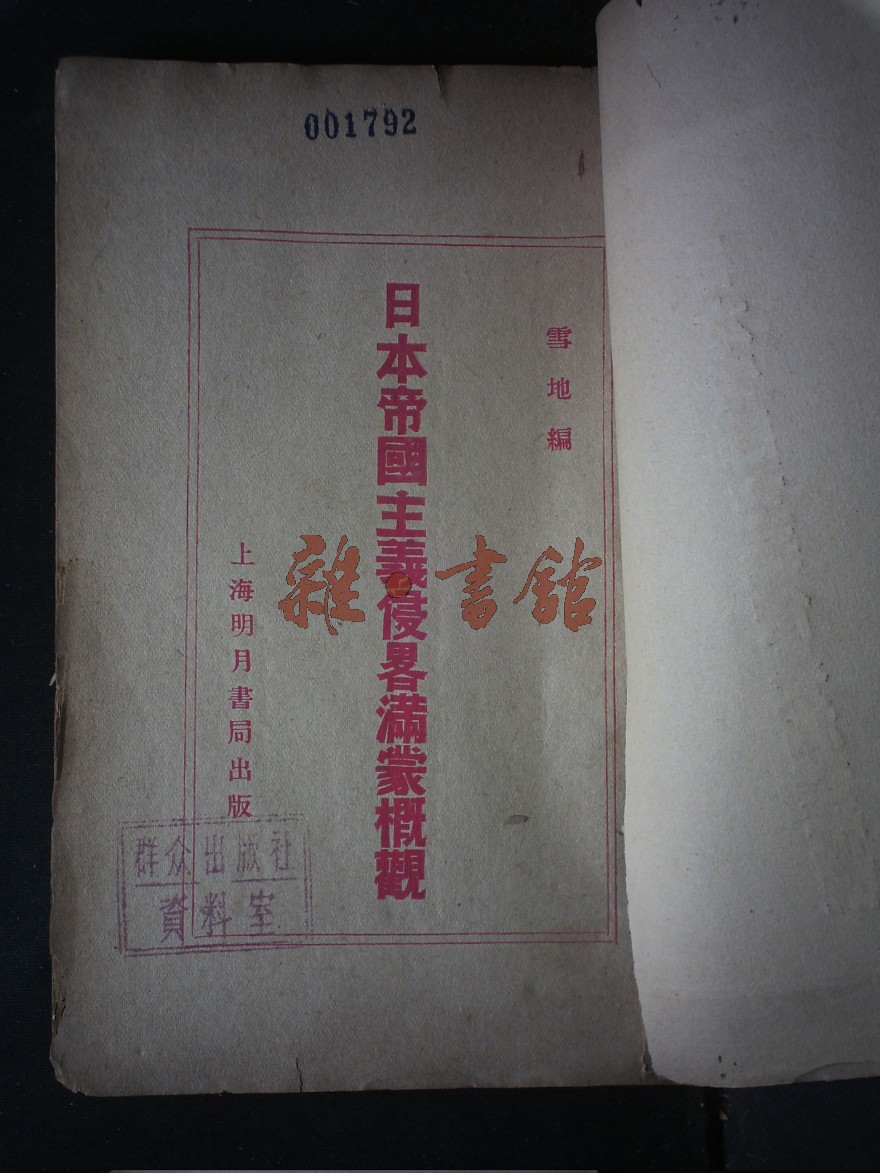 001792
雪地編
日本帝國主義侵畧滿蒙概觀
上海明月書局出版
雜·書館
群众出版社
資料室